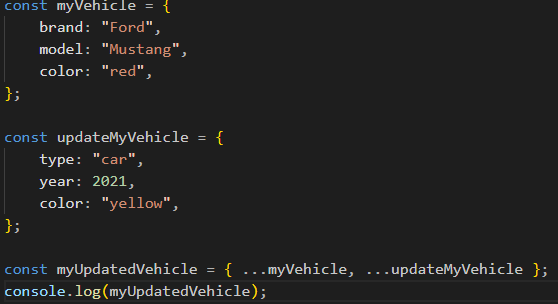 const myVehicle = {
    brand: "Ford",
    model: "Mustang",
    color: "red",
};

const updateMyVehicle = {
    type: "car",
    year: 2021,
    color: "yellow",
};

const myUpdatedVehicle = { ...myVehicle, ...updateMyVehicle };
console.log(myUpdatedVehicle);